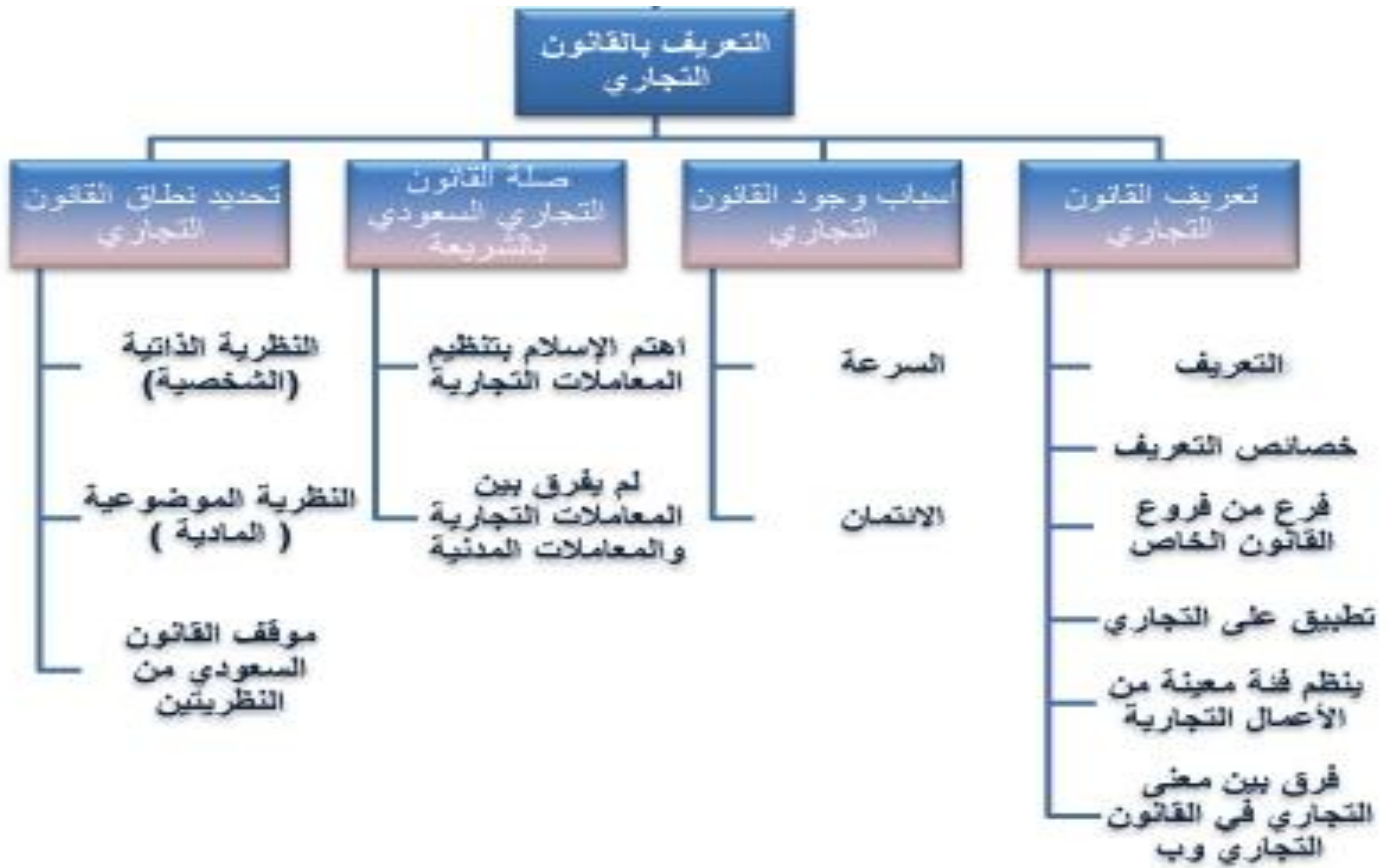 التعريف بالقانون
التجاري
تعريف القانون
التجاري
التعريف
خصائص التعريف
فرع من فروع
القانون الخاص
تطبيق على التجاري
ينظم فئة معينة من
الأعمال التجارية
فرق بين معنى
التجاري في القانون
التجاري وب
أسباب وجود القانون
التجاري
السرعة
الائتمان
صلة القانون
التجاري السعودي
بالشريعة
اهتم الإسلام بتنظيم
المعاملات التجارية
لم يفرق بين
المعاملات التجارية
والمعاملات المدنية
تحديد نطاق القانون
التجاري
النظرية الذاتية
(الشخصية)
النظرية الموضوعية
( المادية )
موقف القانون
السعودي من
النظريتين